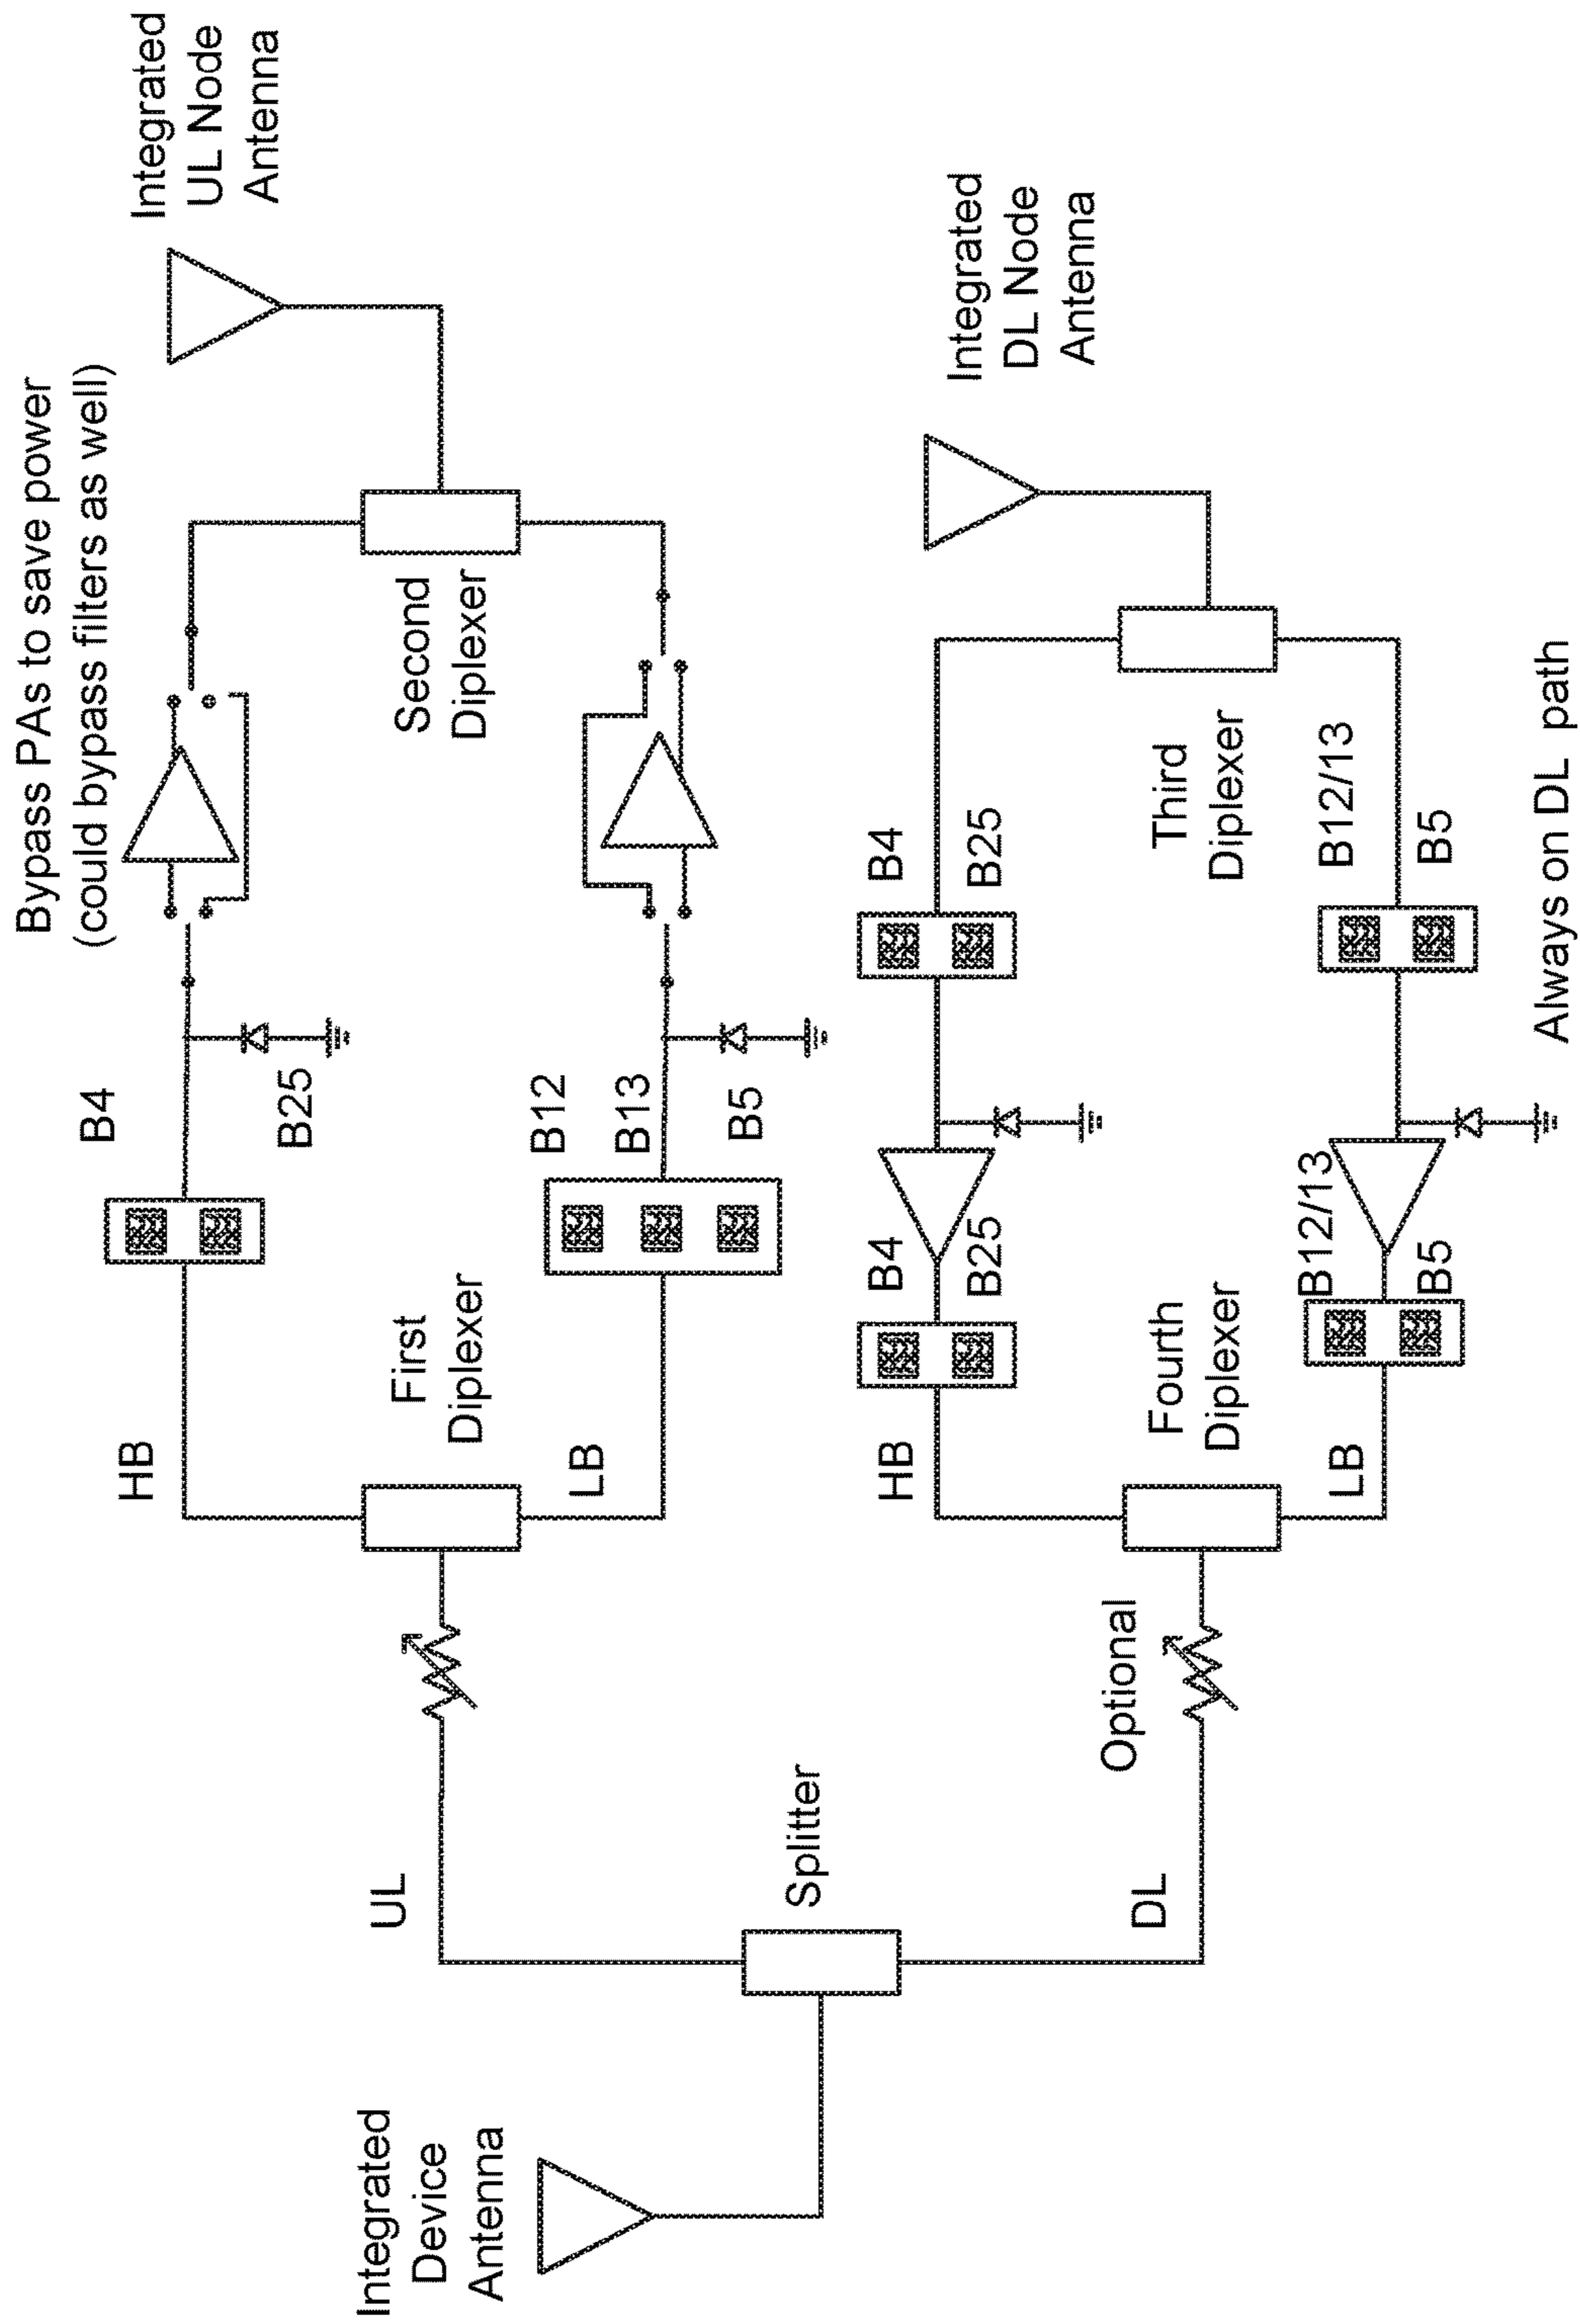 Bypass PAs to save power
(could bypass filters as well)
Integrated
UL Node
Antenna
B4
B25
HB
Second
Diplexer
First
Diplexer
UL
B12
B13
B5
LB
Integrated
Device
Antenna
Splitter
Integrated
DL Node
Antenna
B4
B25
B4
B25
HB
Third
Diplexer
Fourth
Diplexer
Optional
DL
B12/13
B5
B12/13
B5
LB
Always on DL path